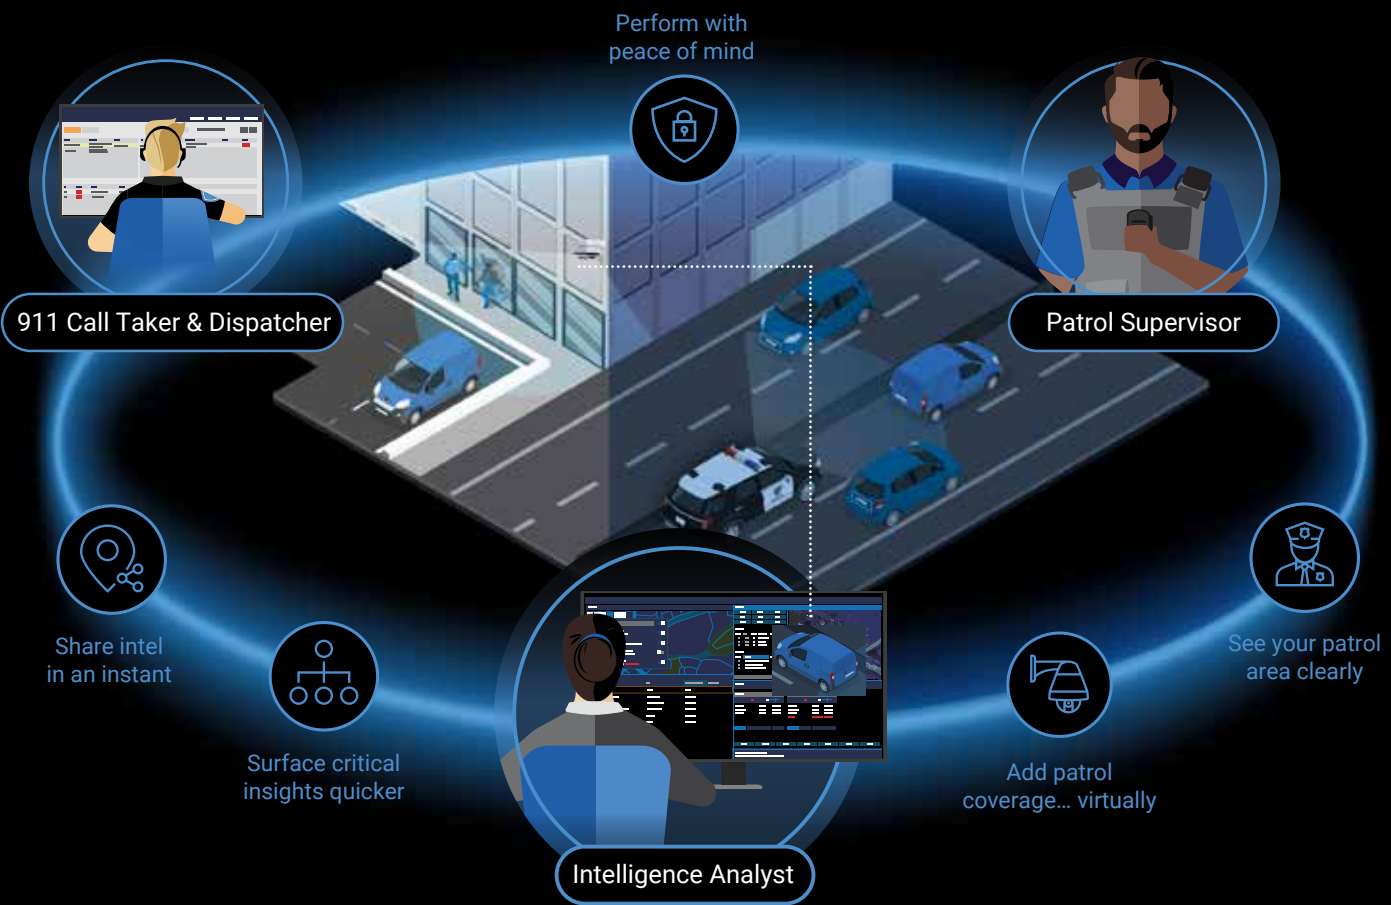 Perform with
peace of mind
911 Call Taker & Dispatcher
Patrol Supervisor
Share intel
in an instant
See your patrol
area clearly
Surface critical
insights quicker
Add patrol
coverage... virtually
Intelligence Analyst